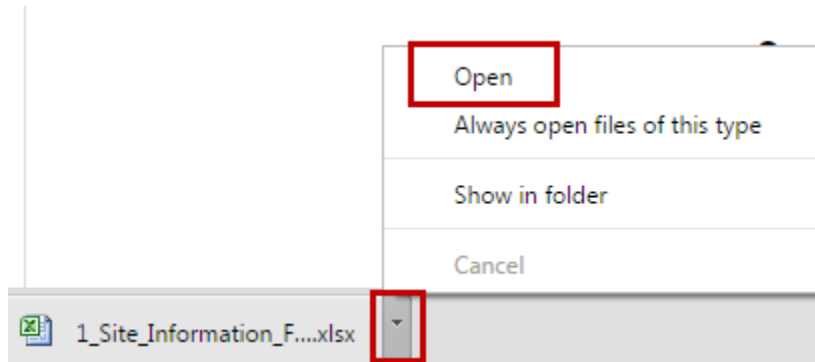 Open
Always open files of this type
Show in folder
Cancel
1_Site_Information_F....xlsx